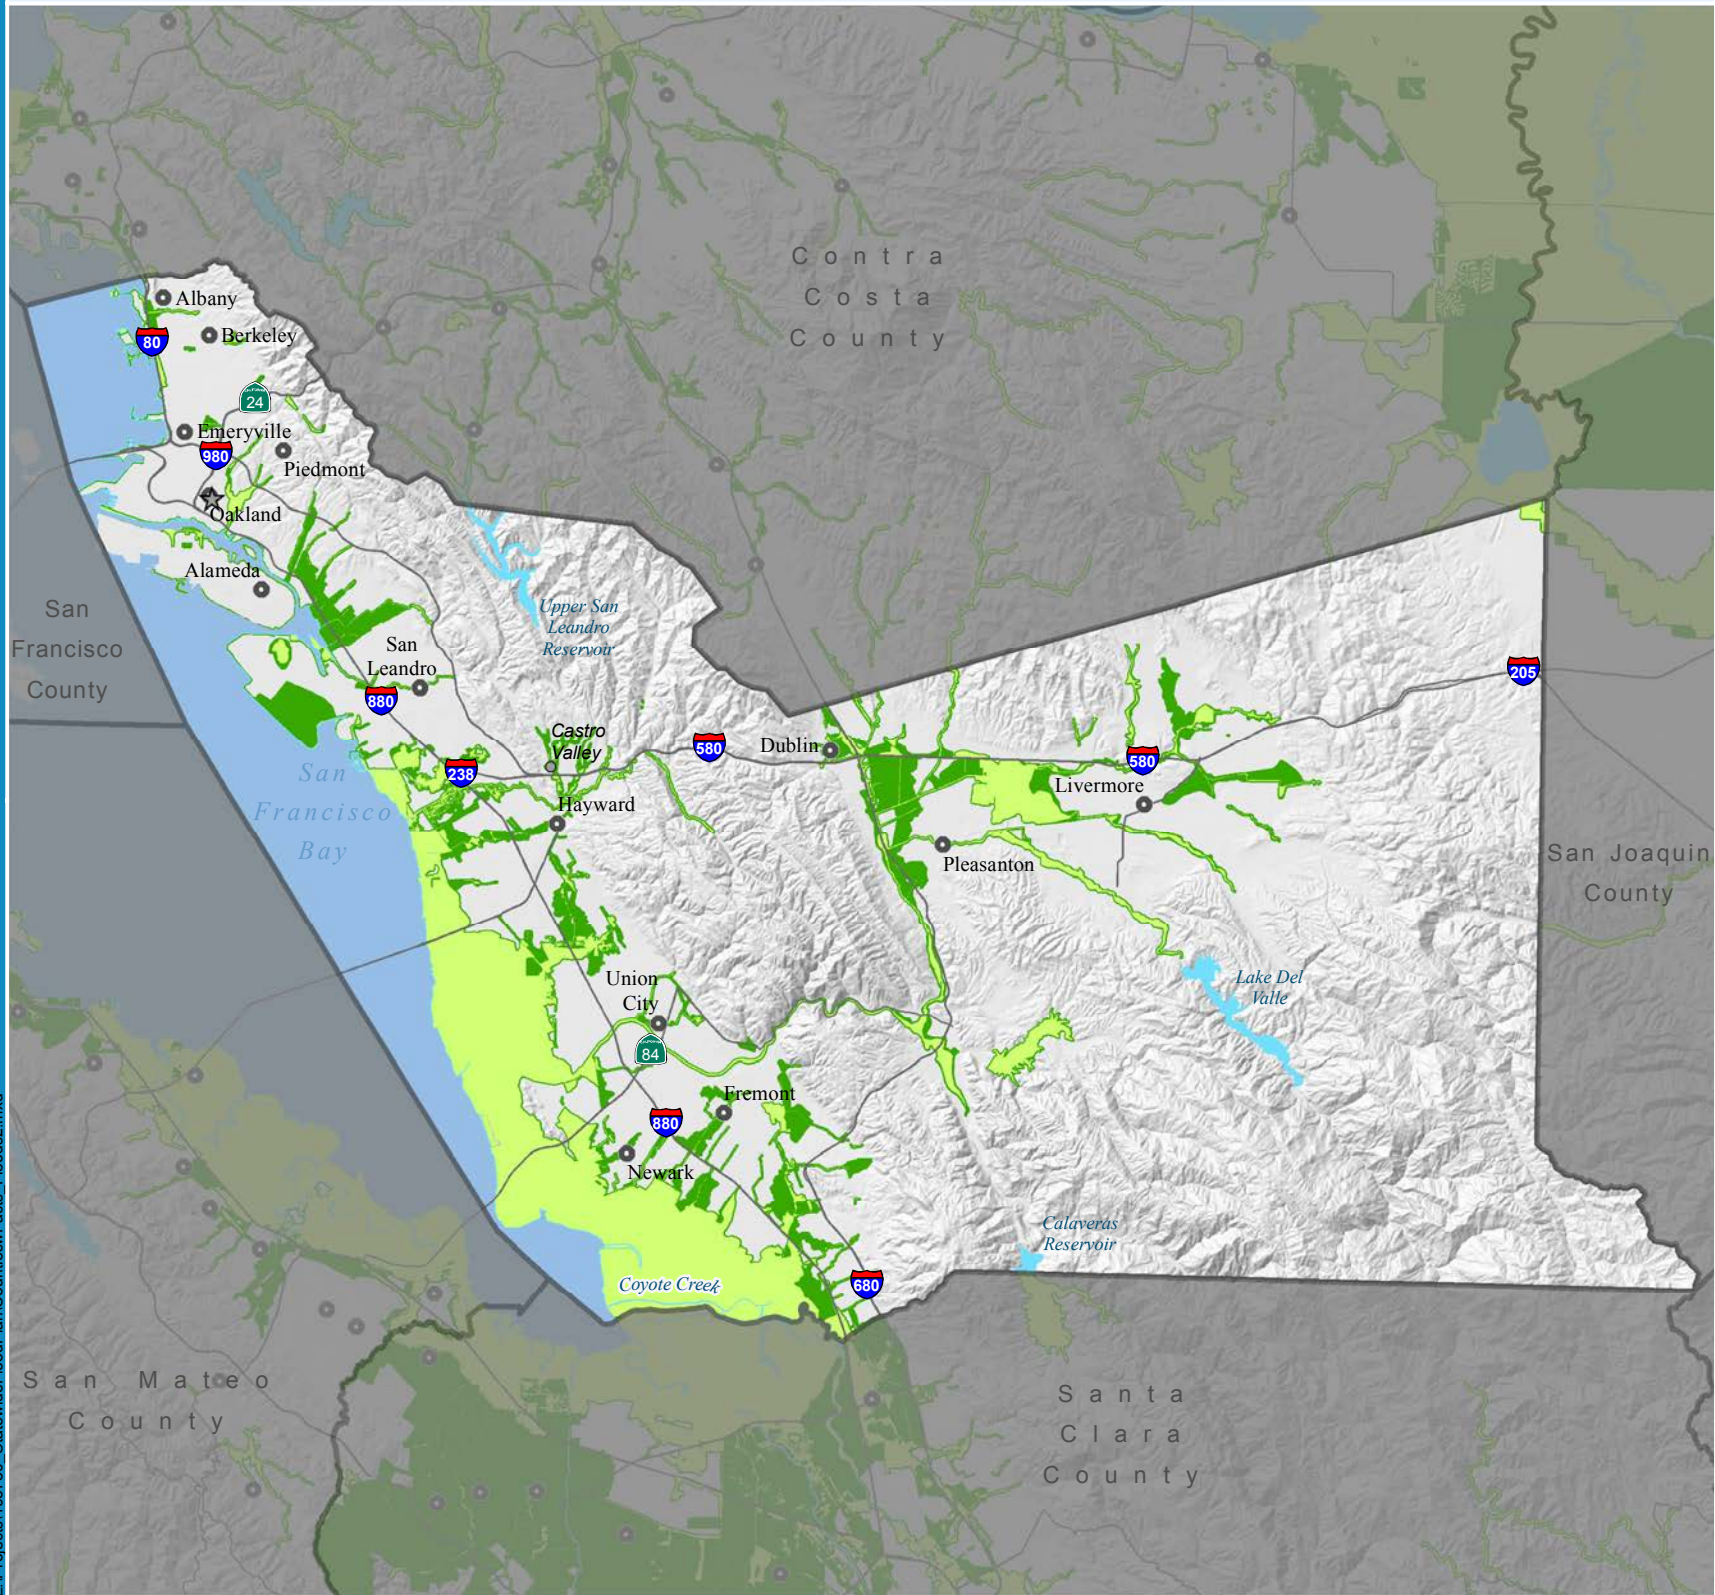 Contra
Costa
County
Albany
80
Berkeley
24
Emeryville
980
Piedmont
Oakland
Alameda
San
Francisco
County
Upper San
Leandro
Reservoir
San
Leandro
880
205
Castro
Valley
580
Dublin
580
238
San
Francisco
Bay
Livermore
Hayward
Pleasanton
San Joaquin
County
Union
City
Lake Del
Valle
84
Fremont
880
Newark
Calaveras
Reservoir
Coyote Creek
680
San Mateo
County
Santa
Clara
County